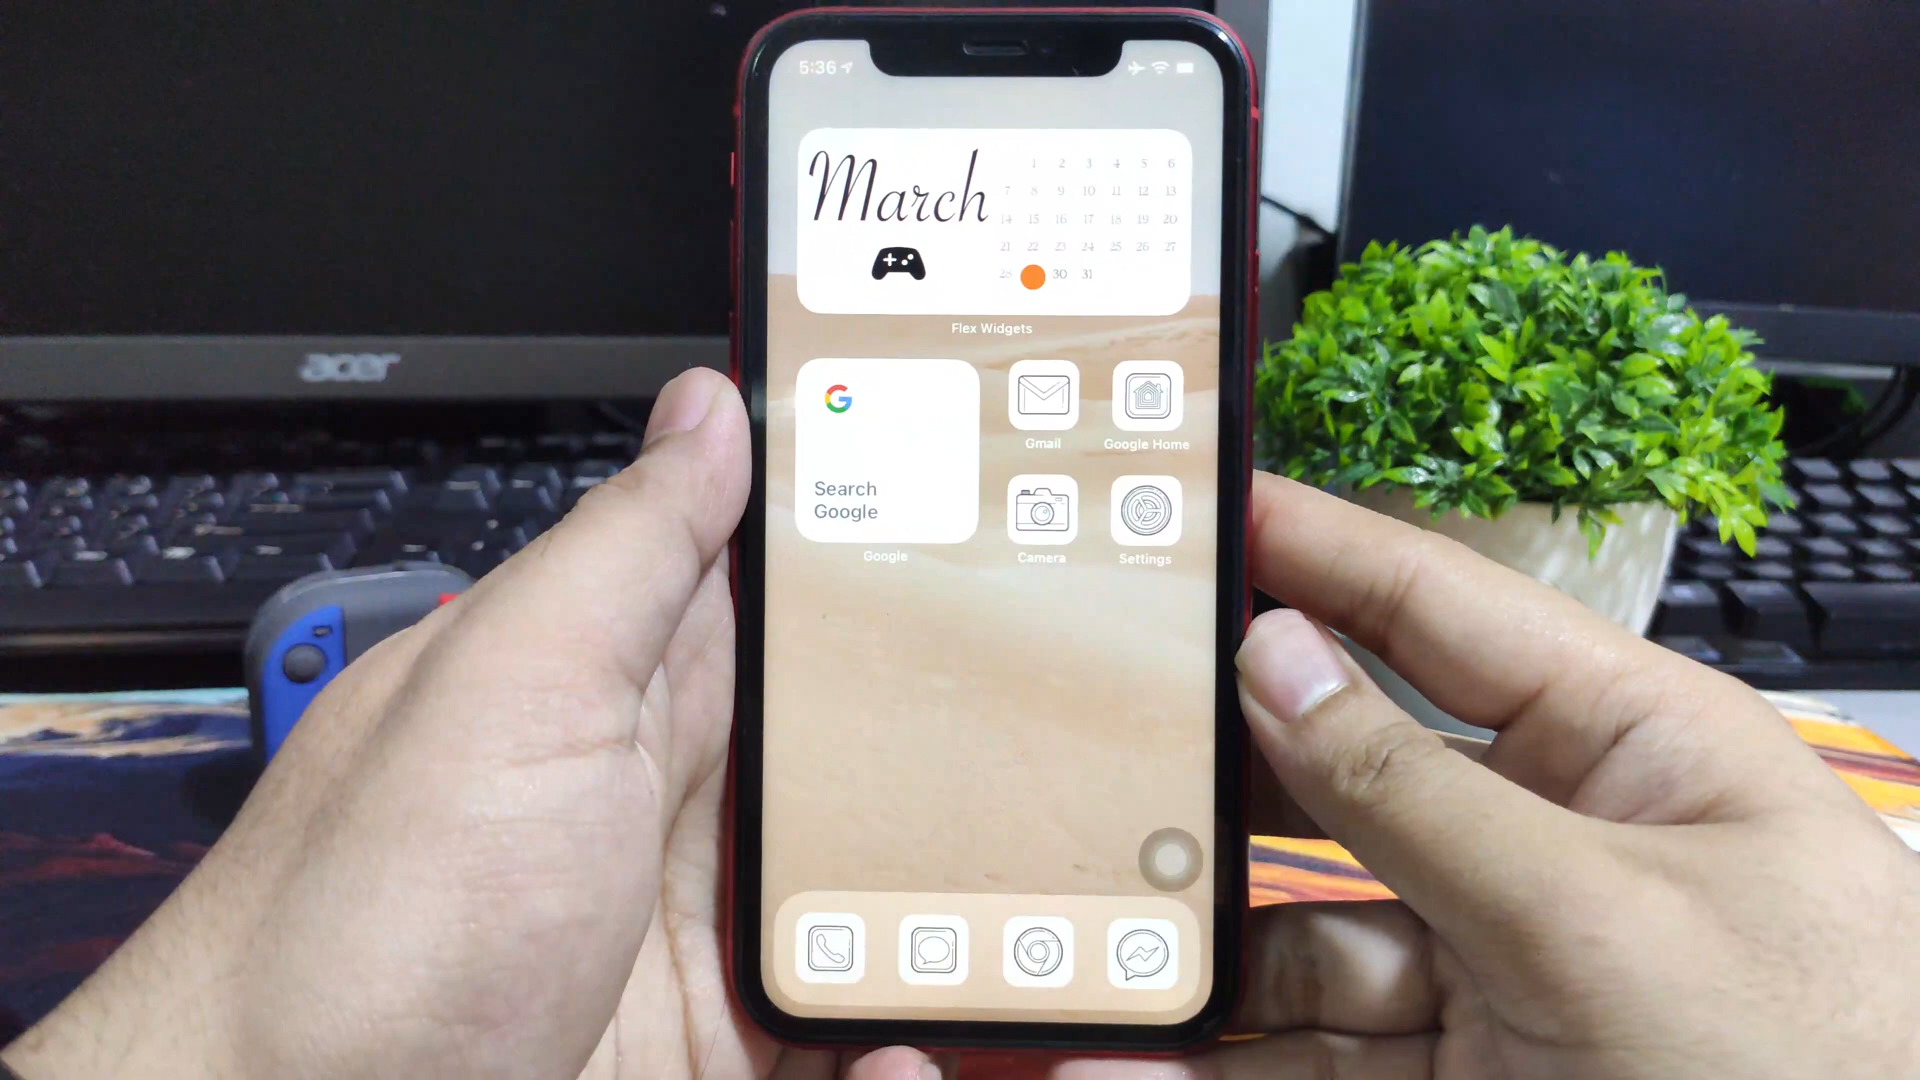 5:36
March
1 2 3 4 5 6
7 8 9 10 11 12 13
14 15 16 17 18 19 20
21 22 23 24 25 26 27
28 30 31
Flex Widgets
G
Search
Google
Google
Gmail
Google Home
Camera
Settings
acer